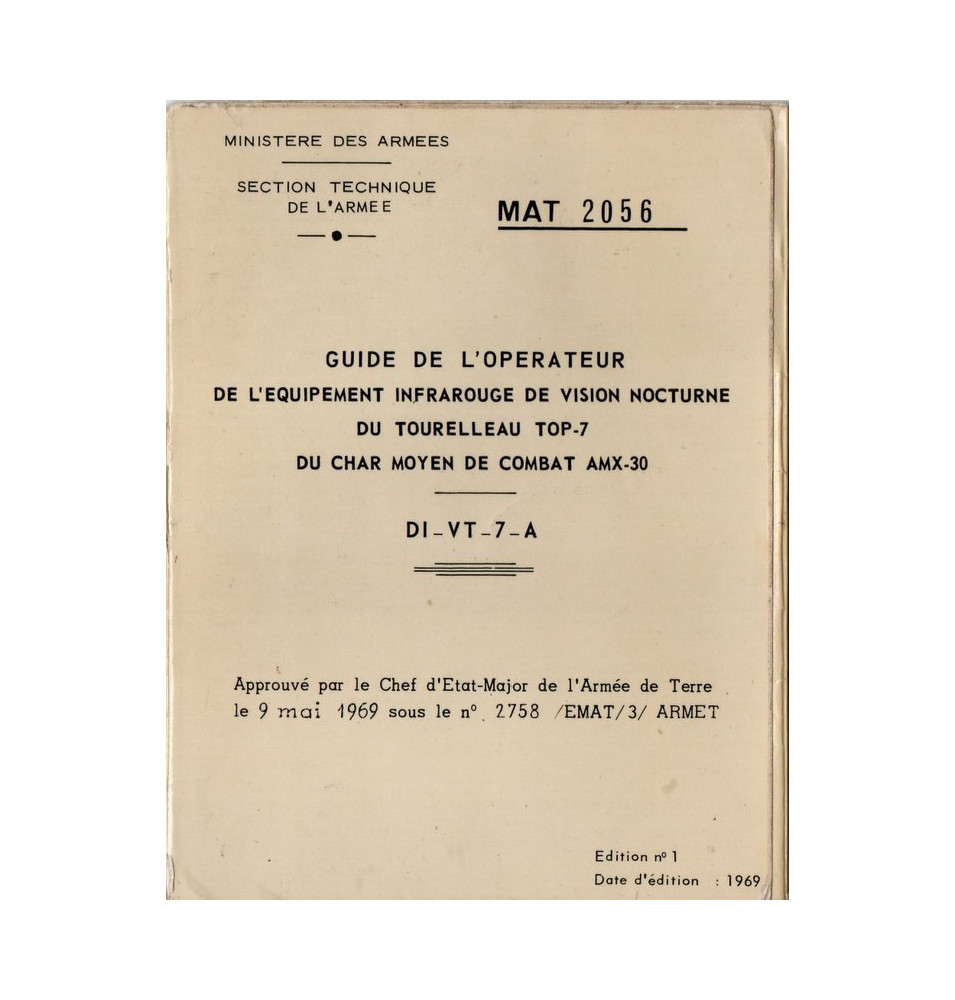 MINISTERE DES ARMEES
SECTION TECHNIQUE
DE L'ARMEE
MAT 2056
GUIDE DE L'OPERATEUR
DE L'EQUIPEMENT INFRAROUGE DE VISION NOCTURNE
DU TOURELLEAU TOP-7
DU CHAR MOYEN DE COMBAT AMX-30
DI-VT-7-A
Approuvé par le Chef d'Etat-Major de l'Armée de Terre
le 9 mai 1969 sous le n° 2758 /EMAT/3/ ARMET
Edition n° 1
Date d'édition : 1969